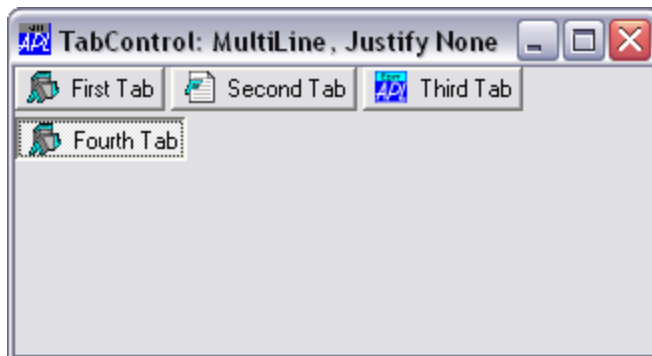 TabControl: MultiLine, Justify None
First Tab Second Tab Third Tab
Fourth Tab